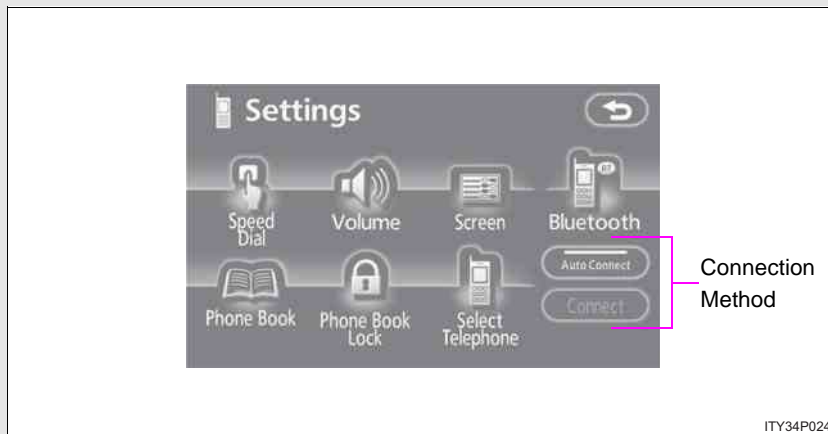 Settings
Speed
Dial
Volume
Screen
Bluetooth
BT
Auto Connect
Connect
Connection
Method
Phone Book
Phone Book
Lock
Select
Telephone
ITY34P024